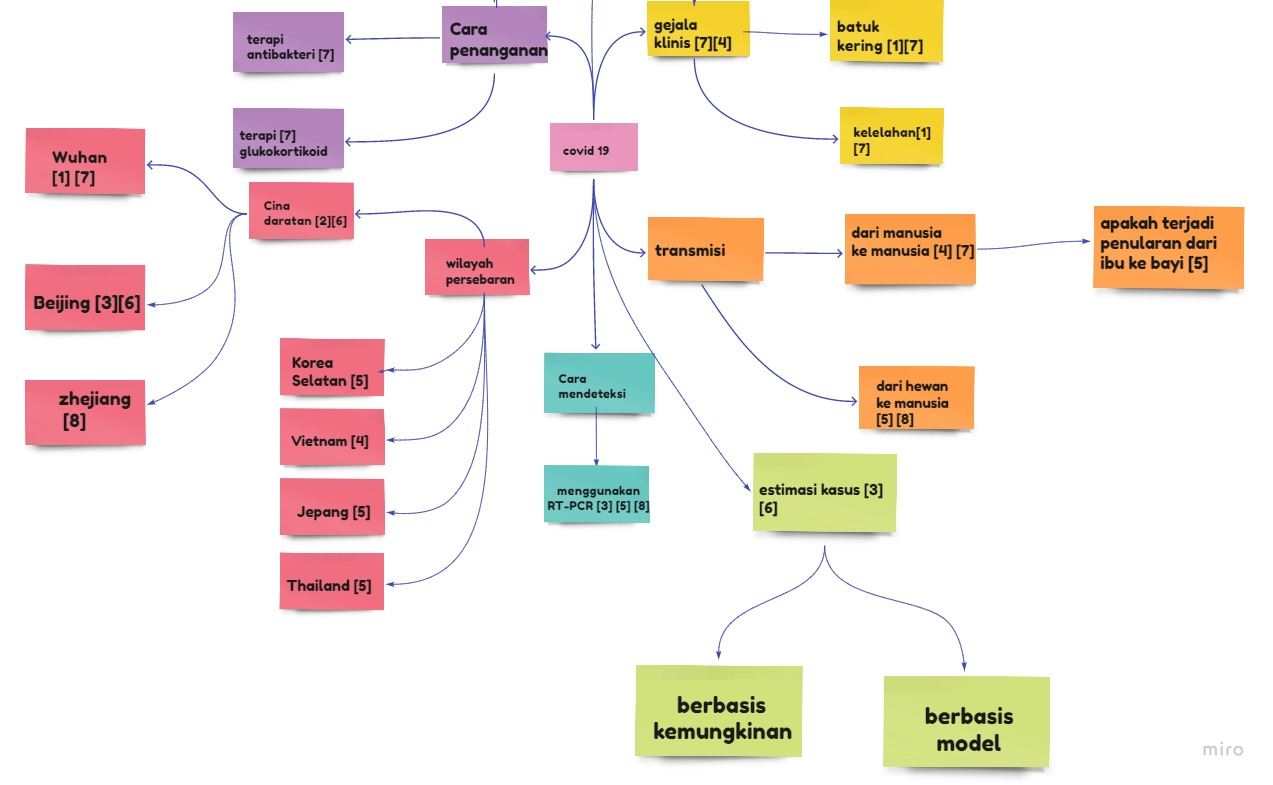 terapi
antibakteri [7]
Cara
penanganan
gejala
klinis [7][4]
batuk
kering [1][7]
terapi [7]
glukokortikoid
covid 19
kelelahan[1]
[7]
Wuhan
[1] [7]
Cina
daratan [2][6]
wilayah
persebaran
transmisi
dari manusia
ke manusia [4] [7]
apakah terjadi
penularan dari
ibu ke bayi [5]
Beijing [3][6]
zhejiang
[8]
Korea
Selatan [5]
Vietnam [4]
Jepang [5]
Thailand [5]
Cara
mendeteksi
menggunakan
RT-PCR [3] [5] [8]
dari hewan
ke manusia
[5] [8]
estimasi kasus [3]
[6]
berbasis
kemungkinan
berbasis
model
miro